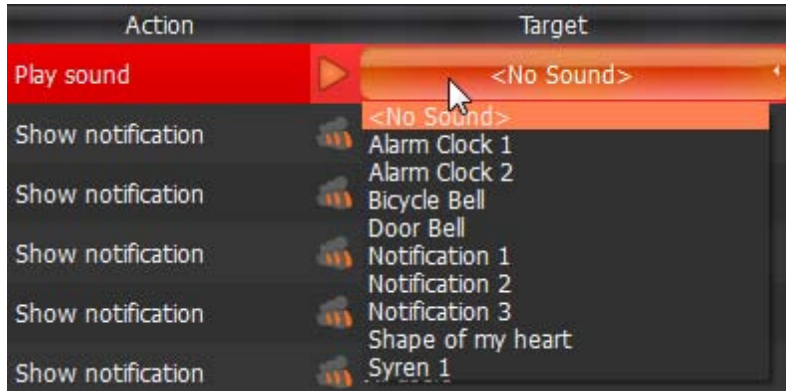 Action Target
Play sound <No Sound>
<No Sound>
Show notification Alarm Clock 1
Alarm Clock 2
Show notification Bicycle Bell
Door Bell
Show notification Notification 1
Notification 2
Show notification Notification 3
Shape of my heart
Show notification Syren 1